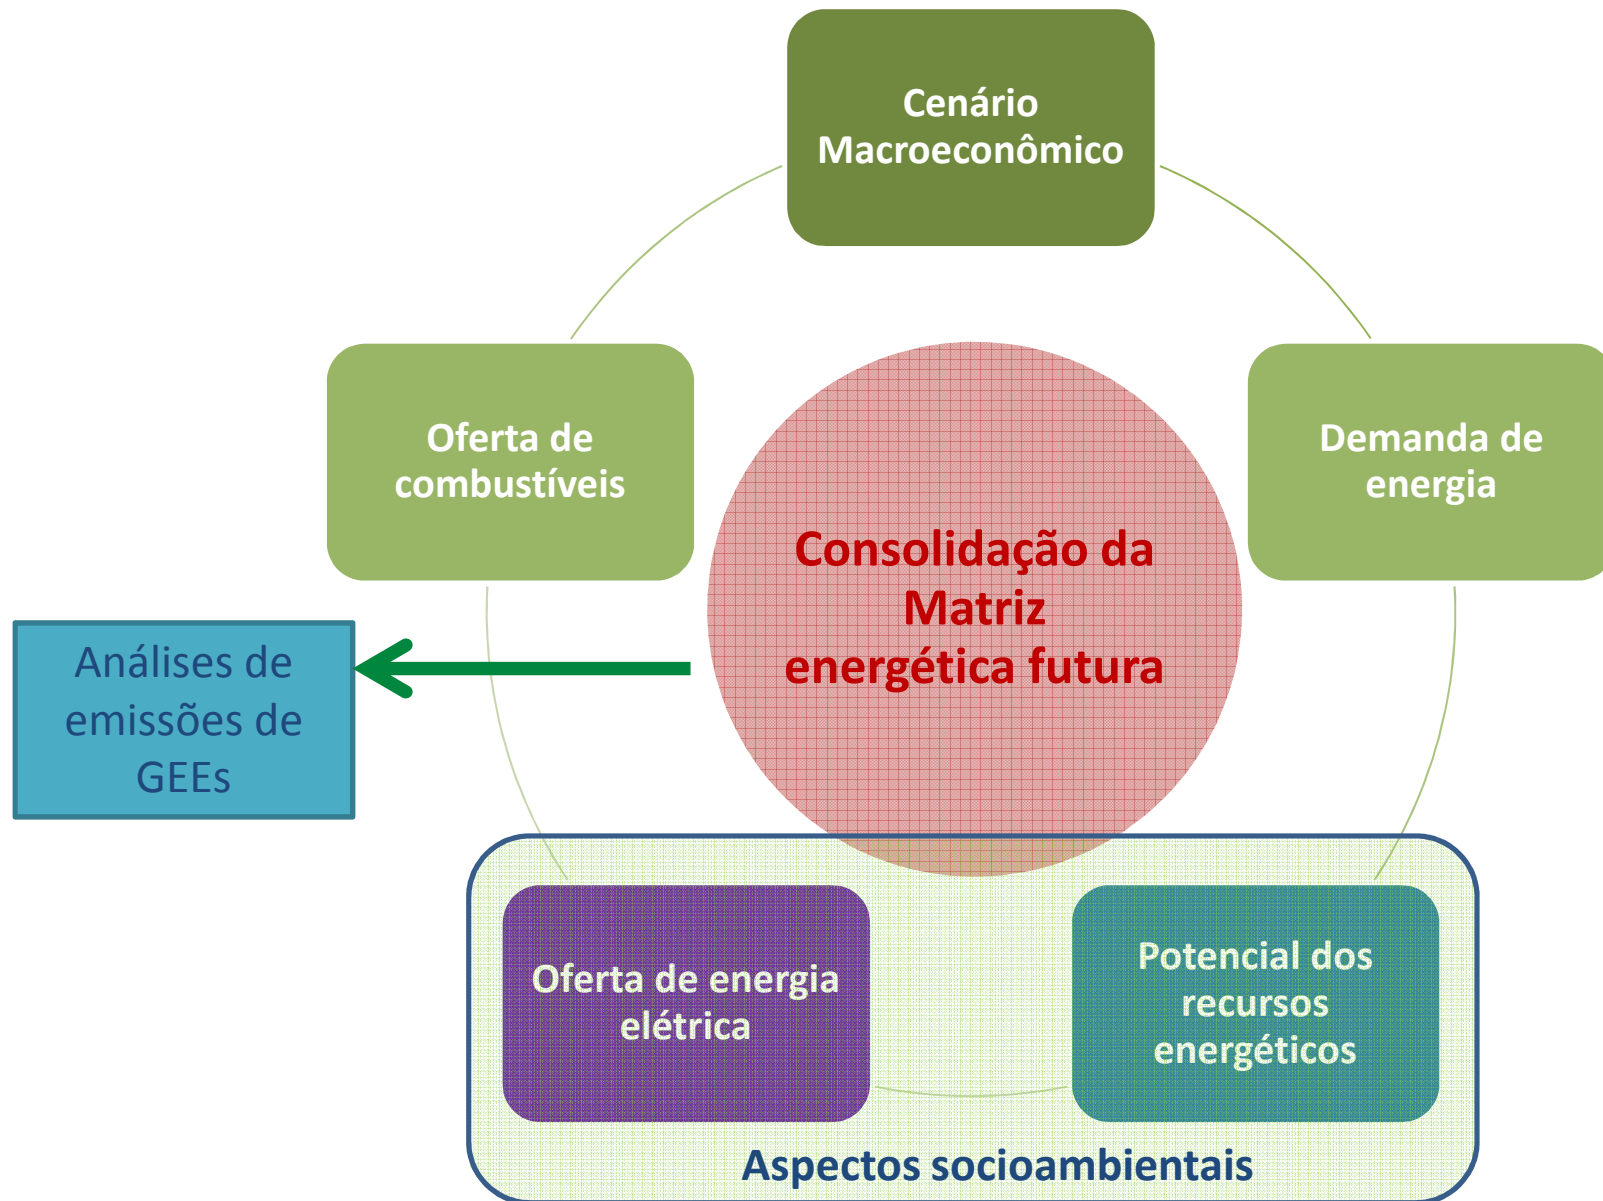 Cenário
Macroeconômico
Oferta de
combustíveis
Demanda de
energia
Consolidação da
Matriz
energética futura
Análises de
emissões de
GEEs
Oferta de energia
elétrica
Potencial dos
recursos
energéticos
Aspectos socioambientais